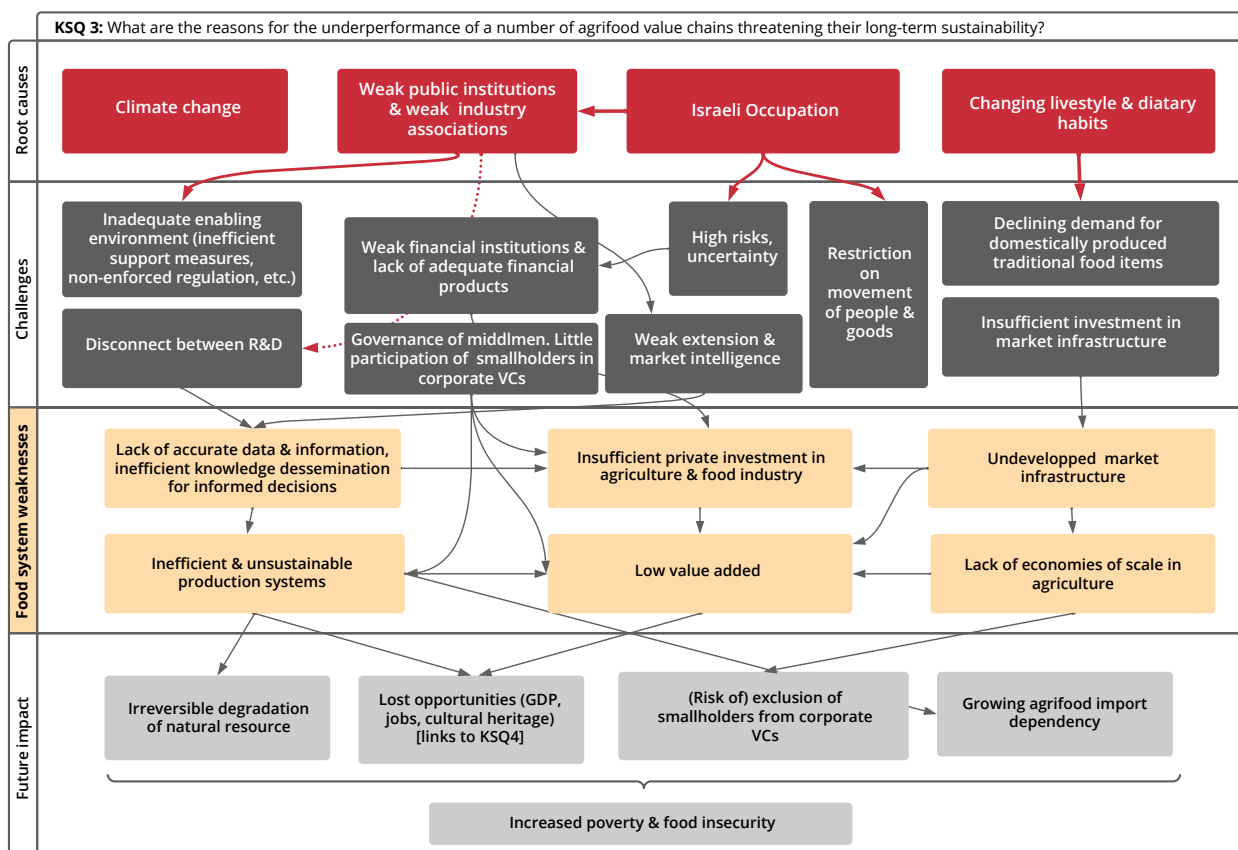 KSQ 3: What are the reasons for the underperformance of a number of agrifood value chains threatening their long-term sustainability?
Root causes
Climate change
Weak public institutions
& weak industry
associations
Israeli Occupation
Changing livestyle & diatary
habits
Challenges
Inadequate enabling
environment (inefficient
support measures,
non-enforced regulation, etc.)
Weak financial institutions &
lack of adequate financial
products
High risks,
uncertainty
Restriction
on
movement
of people &
goods
Declining demand for
domestically produced
traditional food items
Disconnect between R&D
Governance of middlmen. Little
participation of smallholders in
corporate VCs
Weak extension &
market intelligence
Insufficient investment in
market infrastructure
Food system weaknesses
Lack of accurate data & information,
inefficient knowledge dessemination
for informed decisions
Insufficient private investment in
agriculture & food industry
Undevelopped market
infrastructure
Inefficient & unsustainable
production systems
Low value added
Lack of economies of scale in
agriculture
Future impact
Irreversible degradation
of natural resource
Lost opportunities (GDP,
jobs, cultural heritage)
[links to KSQ4]
(Risk of) exclusion of
smallholders from corporate
VCs
Growing agrifood import
dependency
Increased poverty & food insecurity